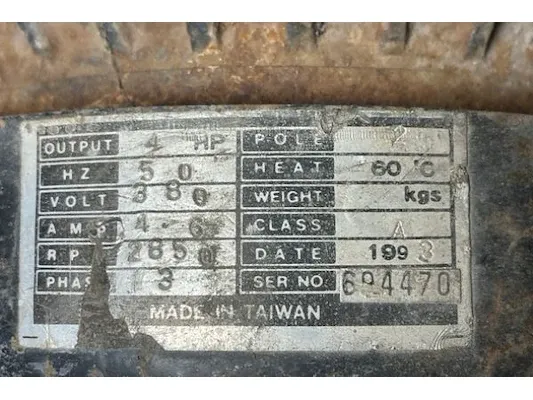 OUTPUT 4 HP POLE 2
HZ 50 HEAT 60 °C
VOLT 380 WEIGHT kgs
AMP 4-6 CLASS A
RPM 2850 DATE 1993
PHASE 3 SER NO 694470
MADE IN TAIWAN